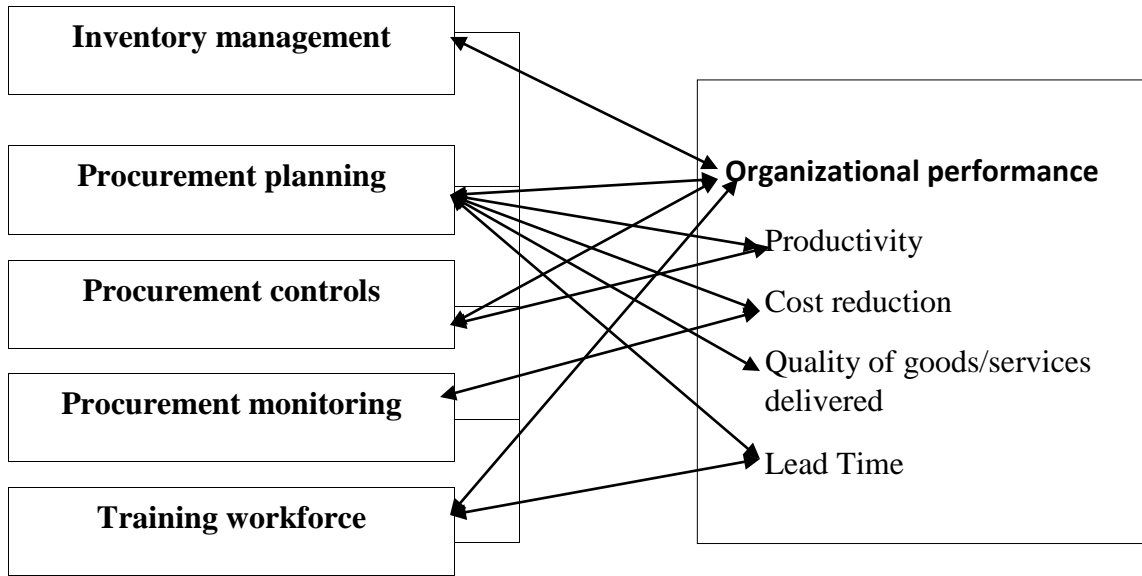 Inventory management
Procurement planning
Procurement controls
Procurement monitoring
Training workforce
Organizational performance
Productivity
Cost reduction
Quality of goods/services
delivered
Lead Time